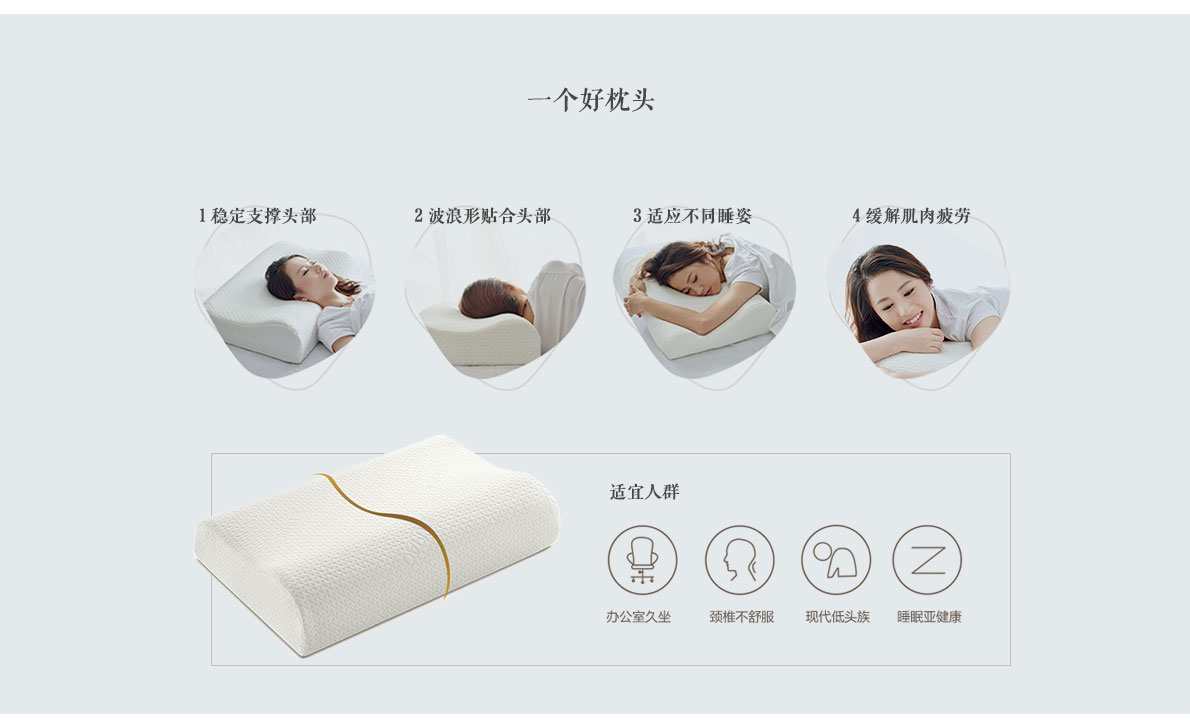 一个好枕头
1 稳定支撑头部
2 波浪形贴合头部
3 适应不同睡姿
4 缓解肌肉疲劳
适宜人群
办公室久坐
颈椎不舒服
现代低头族
睡眠亚健康